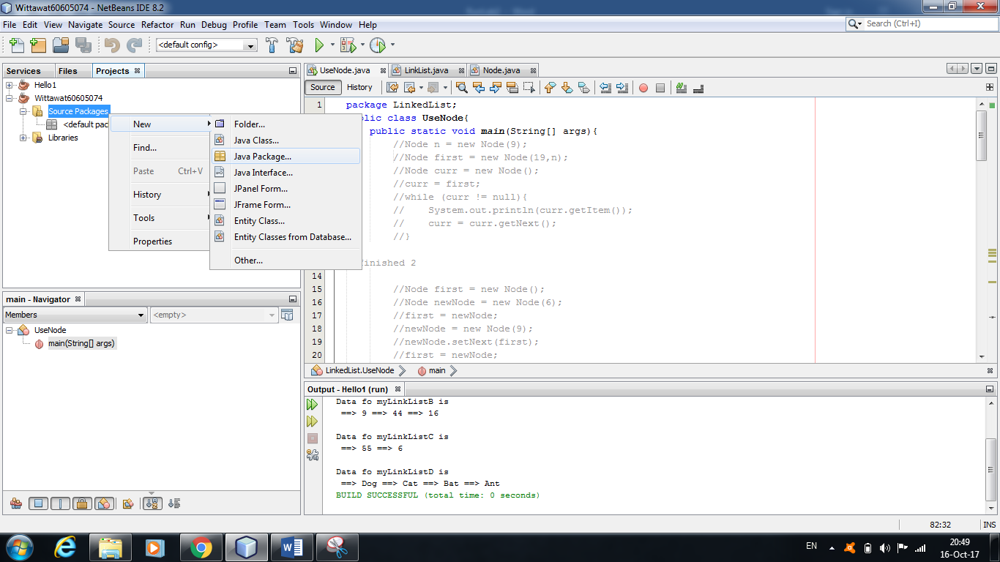 Wittawat60605074 - NetBeans IDE 8.2
File Edit View Navigate Source Refactor Run Debug Profile Team Tools Window Help
Search (Ctrl+I)
<default config>
Services Files Projects
Hello1
Wittawat60605074
Source Packages
<default pac
Libraries
New
Find...
Paste Ctrl+V
History
Tools
Properties
Folder...
Java Class...
Java Package...
Java Interface...
JPanel Form...
JFrame Form...
Entity Class...
Entity Classes from Database...
Other...
UseNode.java LinkList.java Node.java
Source History
1 package LinkedList;
blic class UseNode{
public static void main(String[] args){
//Node n = new Node(9);
//Node first = new Node(19,n);
//Node curr = new Node();
//curr = first;
//while (curr != null){
// System.out.println(curr.getItem());
// curr = curr.getNext();
//}
inished 2
14
15 //Node first = new Node();
16 //Node newNode = new Node(6);
17 //first = newNode;
18 //newNode = new Node(9);
19 //newNode.setNext(first);
20 //first = newNode;
LinkedList.UseNode main
main - Navigator
Members <empty>
UseNode
main(String[] args)
Output - Hello1 (run)
Data fo myLinkListB is
==> 9 ==> 44 ==> 16
Data fo myLinkListC is
==> 55 ==> 6
Data fo myLinkListD is
==> Dog ==> Cat ==> Bat ==> Ant
BUILD SUCCESSFUL (total time: 0 seconds)
82:32 INS
EN
20:49
16-Oct-17